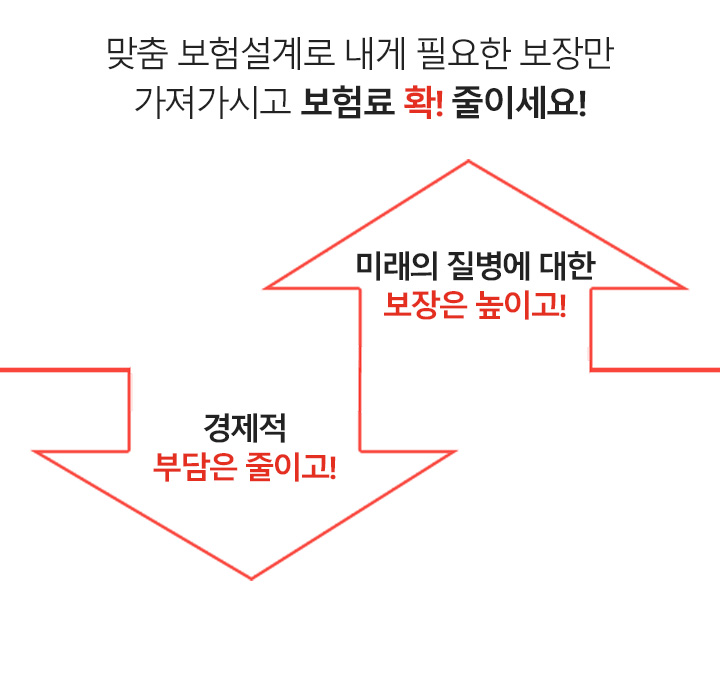 맞춤 보험설계로 내게 필요한 보장만
가져가시고 보험료 확! 줄이세요!
미래의 질병에 대한
보장은 높이고!
경제적
부담은 줄이고!